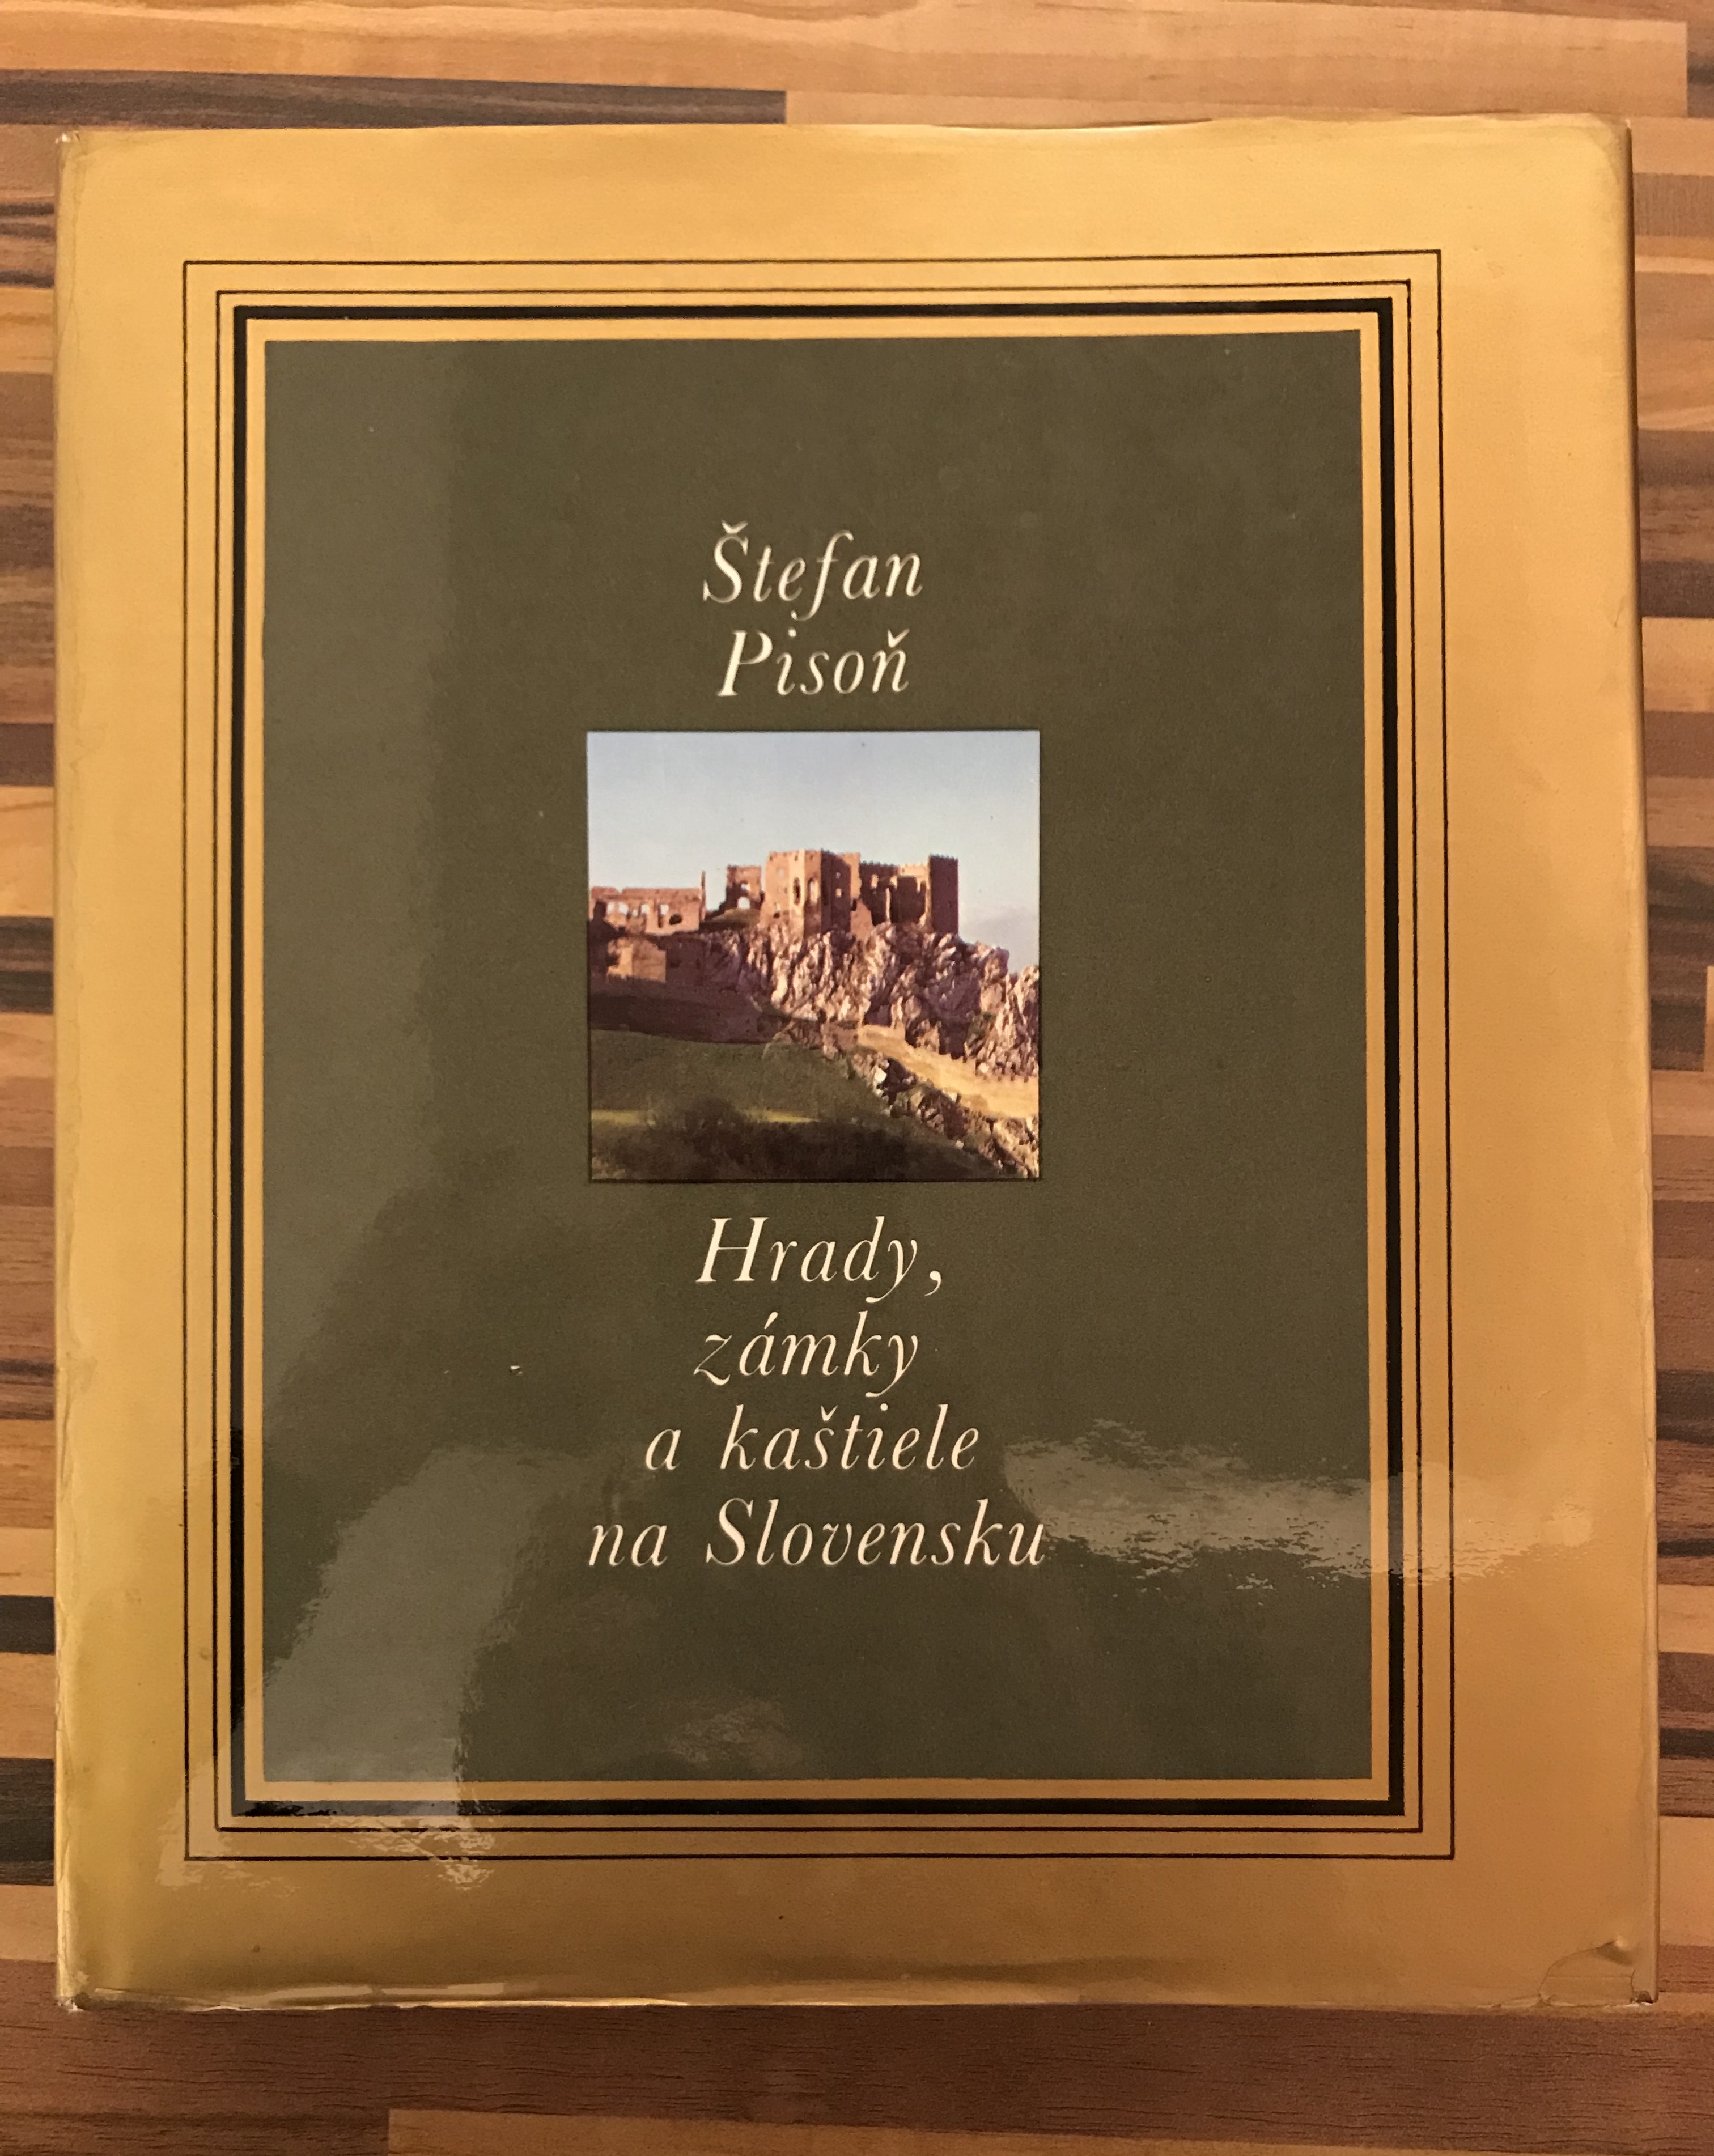 Štefan
Pisoň
Hrady,
zámky
a kaštiele
na Slovensku